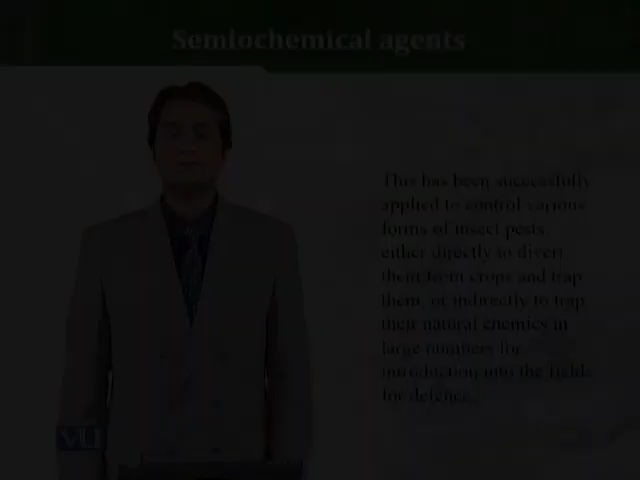 Semiochemical agents
This has been successfully
applied to control various
forms of insect pests
either directly to divert
them from crops and trap
them, or indirectly to trap
their natural enemies in
large numbers for
introduction into the fields
for defence.
VU